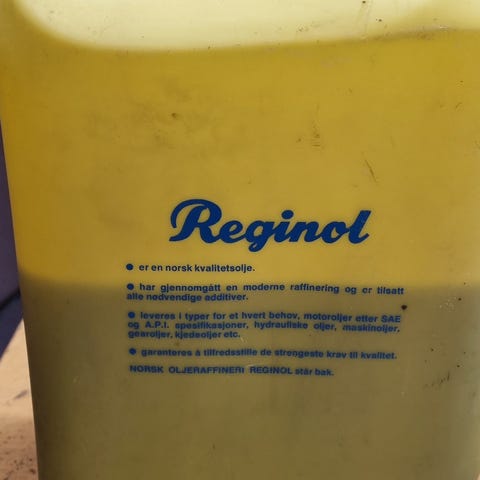 Reginol
● er en norsk kvalitetsolje.
● har gjennomgått en moderne raffinering og er tilsatt
alle nødvendige additiver.
● leveres i typer for et hvert behov, motoroljer etter SAE
og A.P.I. spesifikasjoner, hydrauliske oljer, maskinoljer,
gearoljer, kjedeoljer etc.
● garanteres å tilfredsstille de strengeste krav til kvalitet.
NORSK OLJERAFFINERI REGINOL står bak.